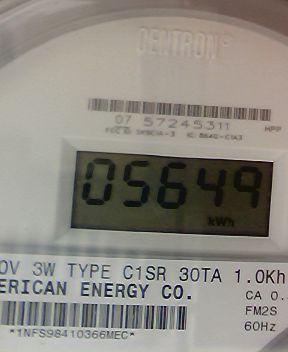 CENTRON®
07 57245311
HPP
05649
kWh
0V 3W TYPE C1SR 30TA 1.0Kh
ERICAN ENERGY CO.
CA 0.
FM2S
60Hz
*1NFS98410366MEC*